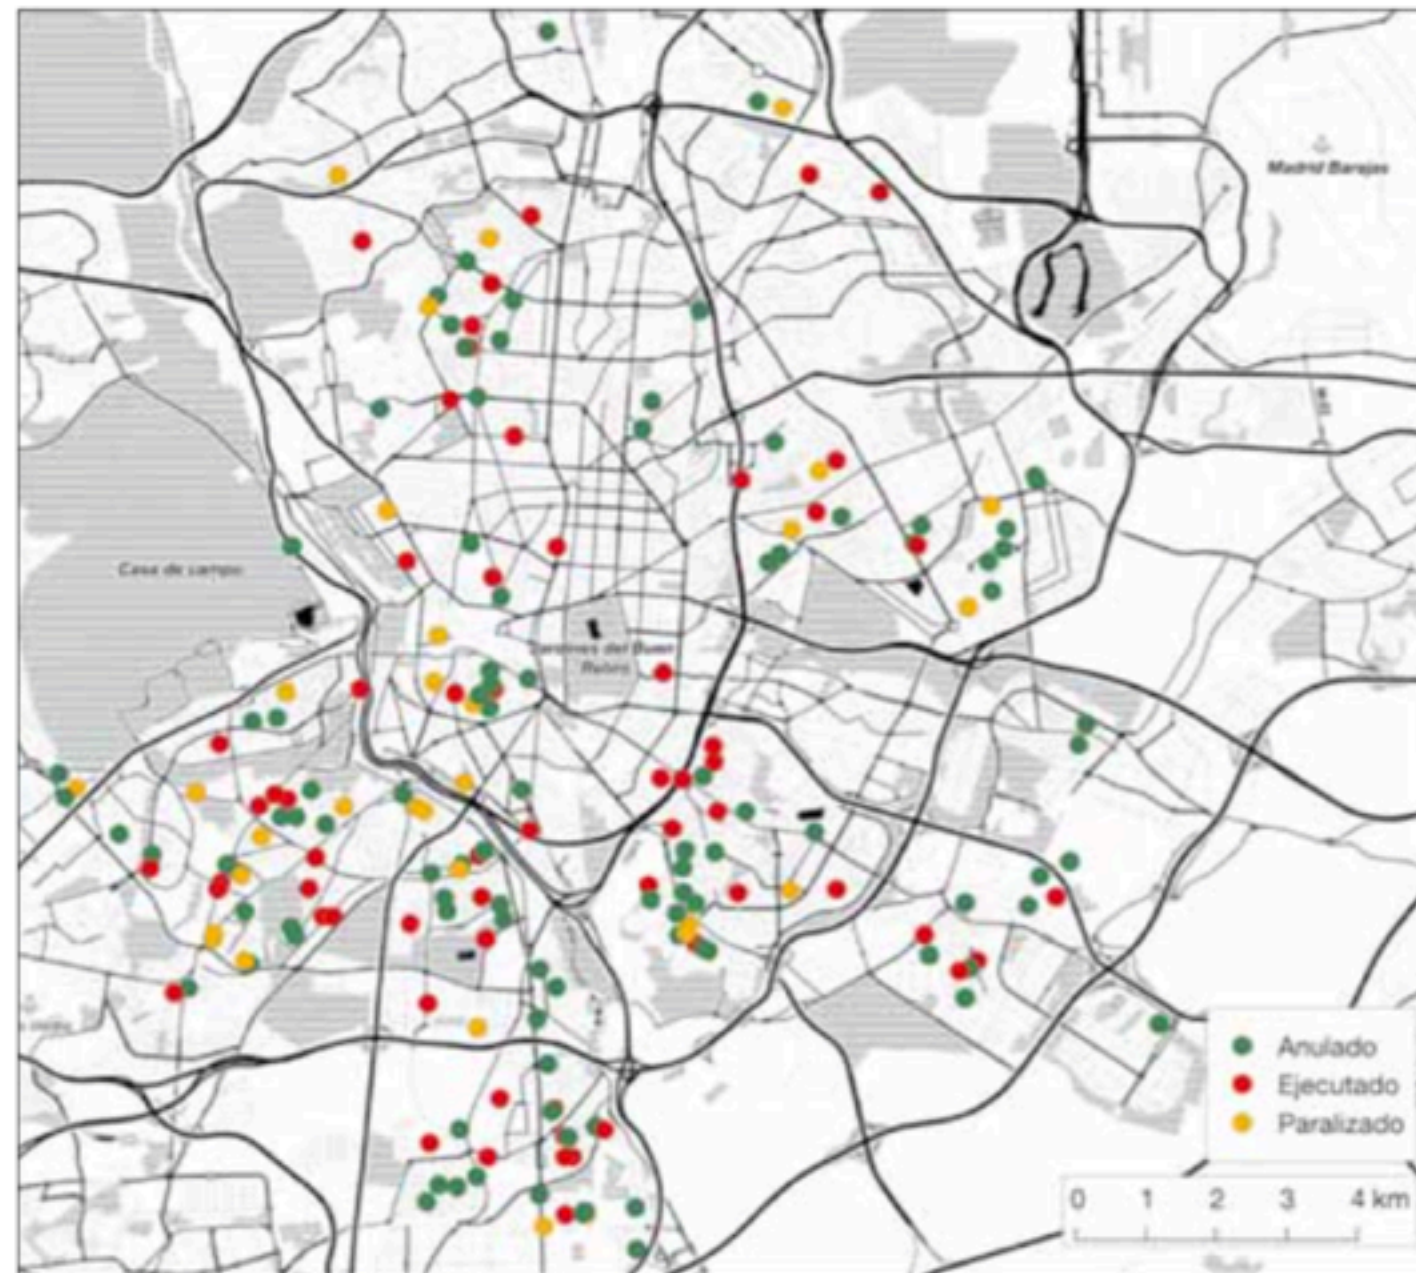 Madrid Barajas
Casa de campo
Jardines del Buen
Retiro
Anulado
Ejecutado
Paralizado
0 1 2 3 4 km